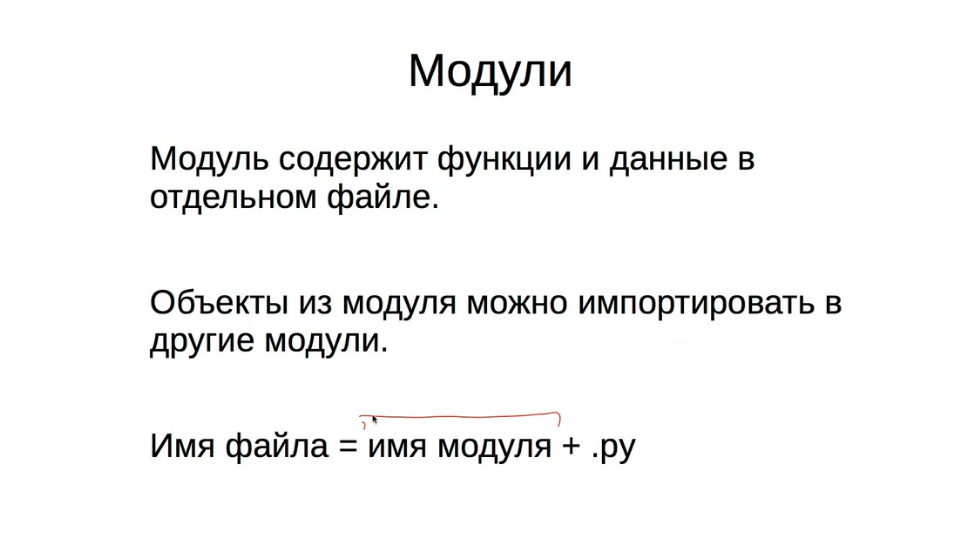 Модули
Модуль содержит функции и данные в
отдельном файле.
Объекты из модуля можно импортировать в
другие модули.
Имя файла = имя модуля + .py